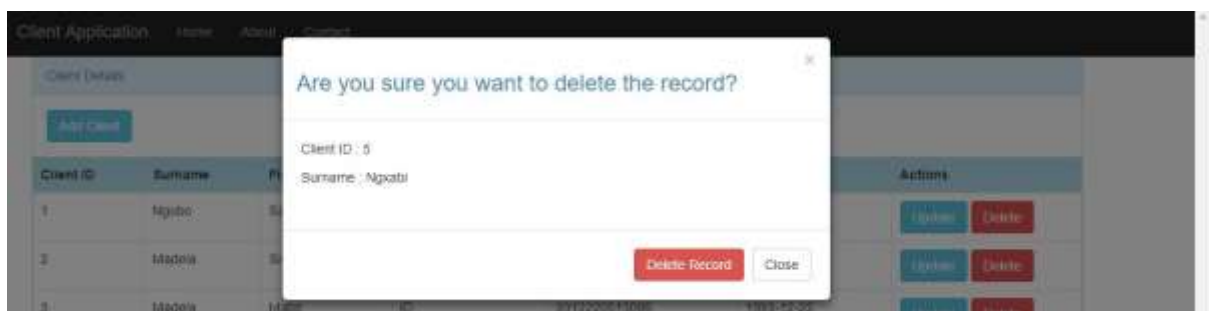 Client Application Home About Contact
Client Details
×
Are you sure you want to delete the record?
Add Client
Client ID : 5
Surname : Ngxabi
Client ID Surname Actions
1 Update Delete
2 Madela Update Delete
3 Madela ID
Delete Record Close